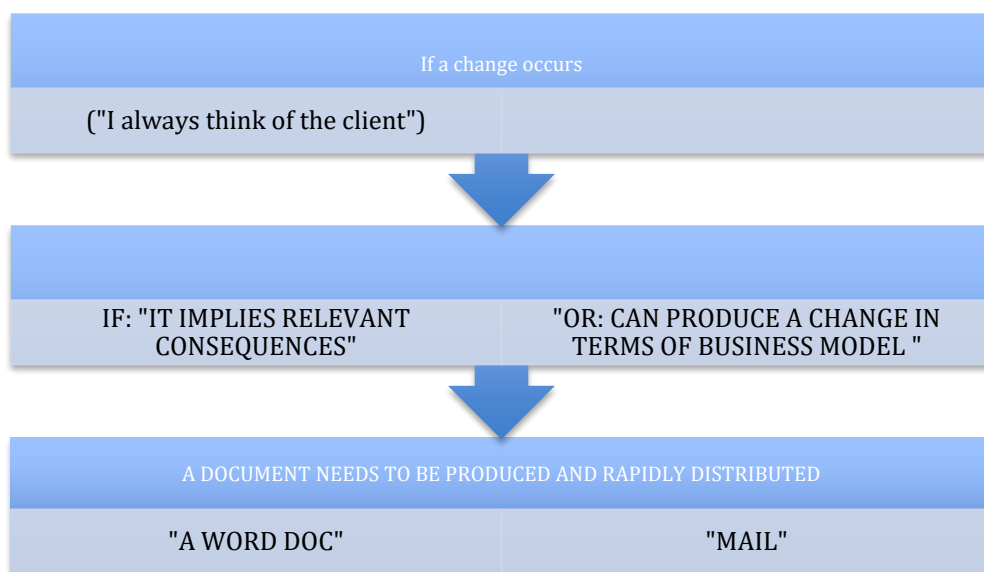 If a change occurs
("I always think of the client")
IF: "IT IMPLIES RELEVANT
CONSEQUENCES"
"OR: CAN PRODUCE A CHANGE IN
TERMS OF BUSINESS MODEL "
A DOCUMENT NEEDS TO BE PRODUCED AND RAPIDLY DISTRIBUTED
"A WORD DOC"
"MAIL"